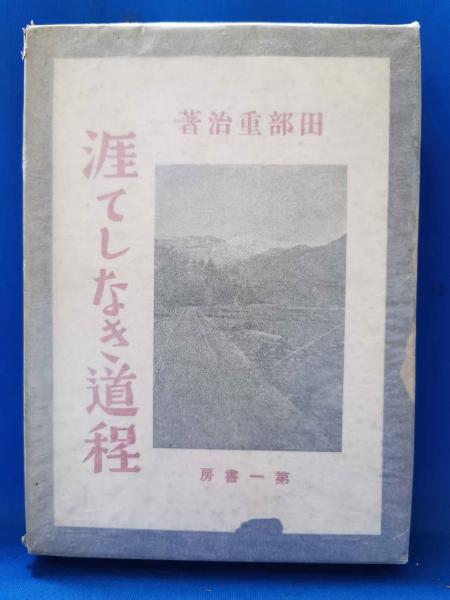 田部重治著
涯てしなき道程
第一書房